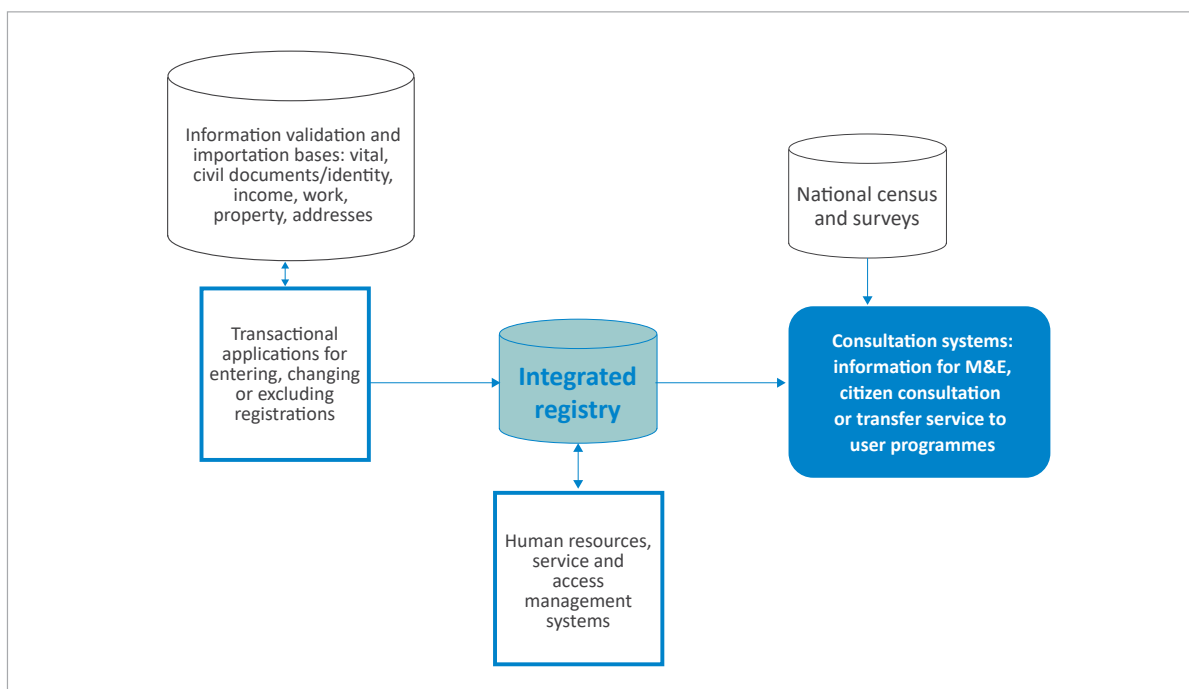 Information validation and
importation bases: vital,
civil documents/identity,
income, work,
property, addresses
National census
and surveys
Transactional
applications for
entering, changing
or excluding
registrations
Integrated
registry
Consultation systems:
information for M&E,
citizen consultation
or transfer service to
user programmes
Human resources,
service and
access
management
systems